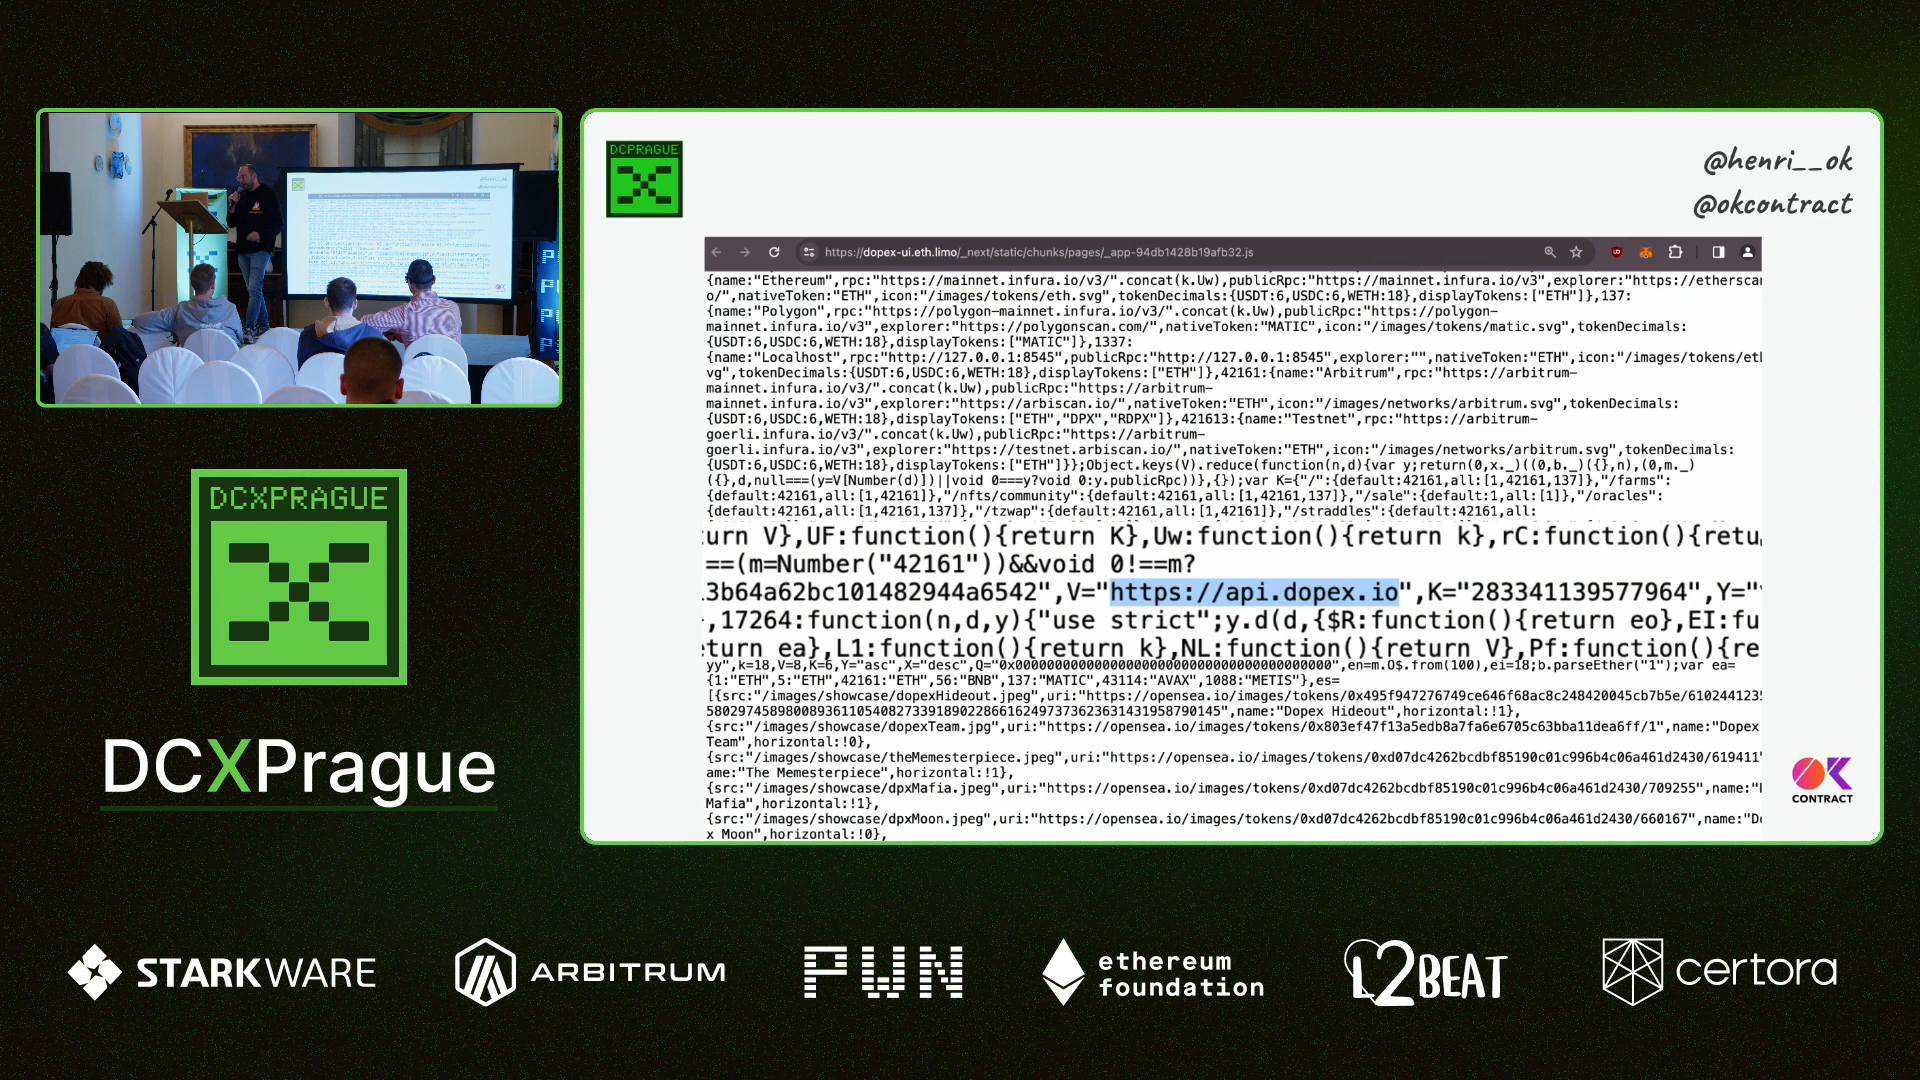 DCPRAGUE
@henri__ok
@okcontract
https://dopex-ui.eth.limo/_next/static/chunks/pages/_app-94db1428b19afb32.js
{name:"Ethereum",rpc:"https://mainnet.infura.io/v3/".concat(k.Uw),publicRpc:"https://mainnet.infura.io/v3",explorer:"https://etherscan
o/",nativeToken:"ETH",icon:"/images/tokens/eth.svg",tokenDecimals:{USDT:6,USDC:6,WETH:18},displayTokens:["ETH"]},137:
{name:"Polygon",rpc:"https://polygon-mainnet.infura.io/v3/".concat(k.Uw),publicRpc:"https://polygon-
mainnet.infura.io/v3",explorer:"https://polygonscan.com/",nativeToken:"MATIC",icon:"/images/tokens/matic.svg",tokenDecimals:
{USDT:6,USDC:6,WETH:18},displayTokens:["MATIC"]},1337:
{name:"Localhost",rpc:"http://127.0.0.1:8545",publicRpc:"http://127.0.0.1:8545",explorer:"",nativeToken:"ETH",icon:"/images/tokens/et
vg",tokenDecimals:{USDT:6,USDC:6,WETH:18},displayTokens:["ETH"]},42161:{name:"Arbitrum",rpc:"https://arbitrum-
mainnet.infura.io/v3/".concat(k.Uw),publicRpc:"https://arbitrum-
mainnet.infura.io/v3",explorer:"https://arbiscan.io/",nativeToken:"ETH",icon:"/images/networks/arbitrum.svg",tokenDecimals:
{USDT:6,USDC:6,WETH:18},displayTokens:["ETH","DPX","RDPX"]},421613:{name:"Testnet",rpc:"https://arbitrum-
goerli.infura.io/v3/".concat(k.Uw),publicRpc:"https://arbitrum-
goerli.infura.io/v3",explorer:"https://testnet.arbiscan.io/",nativeToken:"ETH",icon:"/images/networks/arbitrum.svg",tokenDecimals:
{USDT:6,USDC:6,WETH:18},displayTokens:["ETH"]}};Object.keys(V).reduce(function(n,d){var y;return(0,x._)((0,b._)({},n),(0,m._)
({},d,null===(y=V[Number(d)])||void 0===y?void 0:y.publicRpc))},{});var K={"/":{default:42161,all:[1,42161,137]},"/farms":
{default:42161,all:[1,42161]},"/nfts/community":{default:42161,all:[1,42161,137]},"/sale":{default:1,all:[1]},"/oracles":
{default:42161,all:[1,42161,137]},"/tzwap":{default:42161,all:[1,42161]},"/straddles":{default:42161,all:
urn V},UF:function(){return K},Uw:function(){return k},rC:function(){retu
==(m=Number("42161"))&&void 0!==m?
3b64a62bc101482944a6542",V="https://api.dopex.io",K="283341139577964",Y="
,17264:function(n,d,y){"use strict";y.d(d,{$R:function(){return eo},EI:fu
turn ea},L1:function(){return k},NL:function(){return V},Pf:function(){re
yy",k=18,V=8,K=6,Y="asc",X="desc",Q="0x0000000000000000000000000000000000000000",en=m.O$.from(100),ei=18;b.parseEther("1");var ea=
{1:"ETH",5:"ETH",42161:"ETH",56:"BNB",137:"MATIC",43114:"AVAX",1088:"METIS"},es=
[{src:"/images/showcase/dopexHideout.jpeg",uri:"https://opensea.io/images/tokens/0x495f947276749ce646f68ac8c248420045cb7b5e/610244123
58029745898008936110540827339189022866162497373623631431958790145",name:"Dopex Hideout",horizontal:!1},
{src:"/images/showcase/dopexTeam.jpg",uri:"https://opensea.io/images/tokens/0x803ef47f13a5edb8a7fa6e6705c63bba11dea6ff/1",name:"Dopex
Team",horizontal:!0},
{src:"/images/showcase/theMemesterpiece.jpeg",uri:"https://opensea.io/images/tokens/0xd07dc4262bcdbf85190c01c996b4c06a461d2430/619411"
ame:"The Memesterpiece",horizontal:!1},
{src:"/images/showcase/dpxMafia.jpeg",uri:"https://opensea.io/images/tokens/0xd07dc4262bcdbf85190c01c996b4c06a461d2430/709255",name:"
Mafia",horizontal:!1},
{src:"/images/showcase/dpxMoon.jpeg",uri:"https://opensea.io/images/tokens/0xd07dc4262bcdbf85190c01c996b4c06a461d2430/660167",name:"D
x Moon",horizontal:!0},
OK
CONTRACT
DCXPRAGUE
DCXPrague
STARKWARE
ARBITRUM
PWN
ethereum
foundation
L2BEAT
certora